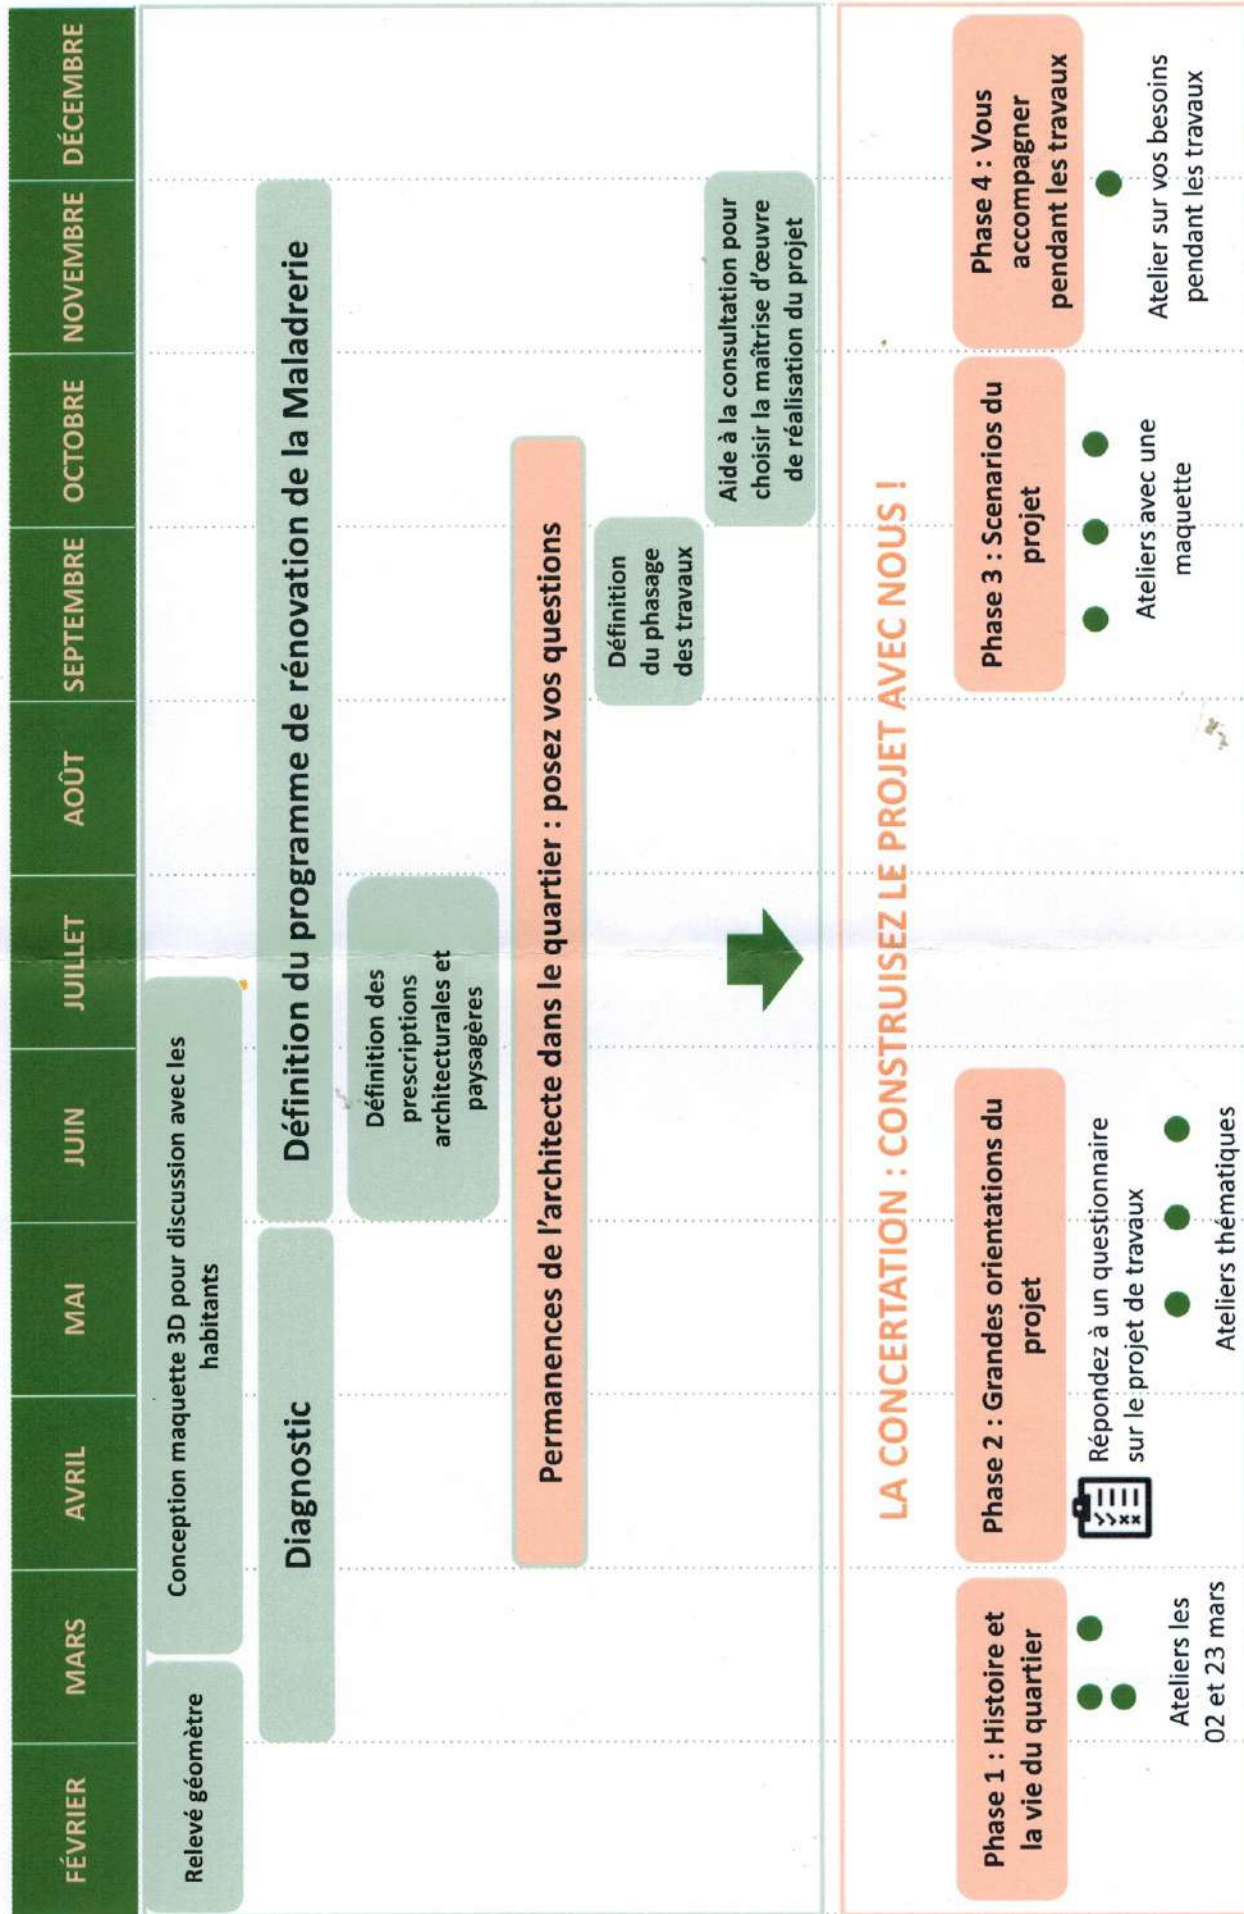 FÉVRIER
MARS
AVRIL
MAI
JUIN
JUILLET
AOÛT
SEPTEMBRE
OCTOBRE
NOVEMBRE
DÉCEMBRE
Relevé géomètre
Conception maquette 3D pour discussion avec les
habitants
Diagnostic
Définition du programme de rénovation de la Maladrerie
Définition des
prescriptions
architecturales et
paysagères
Permanences de l'architecte dans le quartier : posez vos questions
Définition
du phasage
des travaux
Aide à la consultation pour
choisir la maîtrise d'œuvre
de réalisation du projet
LA CONCERTATION : CONSTRUISEZ LE PROJET AVEC NOUS !
Phase 1 : Histoire et
la vie du quartier
Ateliers les
02 et 23 mars
Phase 2 : Grandes orientations du
projet
Répondez à un questionnaire
sur le projet de travaux
Ateliers thématiques
Phase 3 : Scenarios du
projet
Ateliers avec une
maquette
Phase 4 : Vous
accompagner
pendant les travaux
Atelier sur vos besoins
pendant les travaux